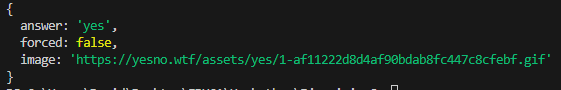 {
  answer: 'yes',
  forced: false,
  image: 'https://yesno.wtf/assets/yes/1-af11222d8d4af90bdab8fc447c8cfebf.gif'
}